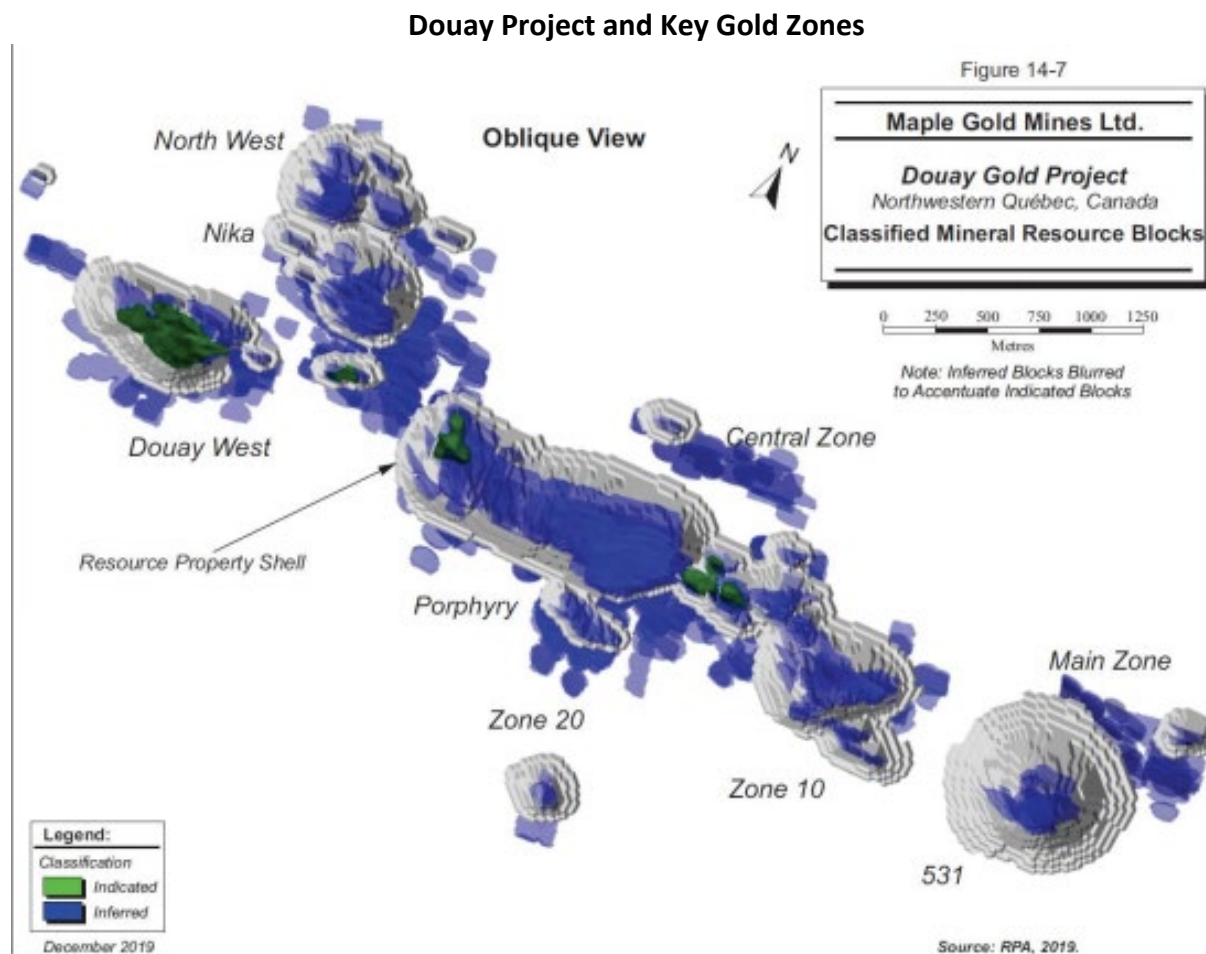 Douay Project and Key Gold Zones
Figure 14-7
Maple Gold Mines Ltd.
Douay Gold Project
Northwestern Québec, Canada
Classified Mineral Resource Blocks
N
0 250 500 750 1000 1250
Metres
Note: Inferred Blocks Blurred
to Accentuate Indicated Blocks
Oblique View
North West
Nika
Douay West
Central Zone
Resource Property Shell
Porphyry
Main Zone
Zone 20
Zone 10
531
Legend:
Classification
Indicated
Inferred
December 2019
Source: RPA, 2019.